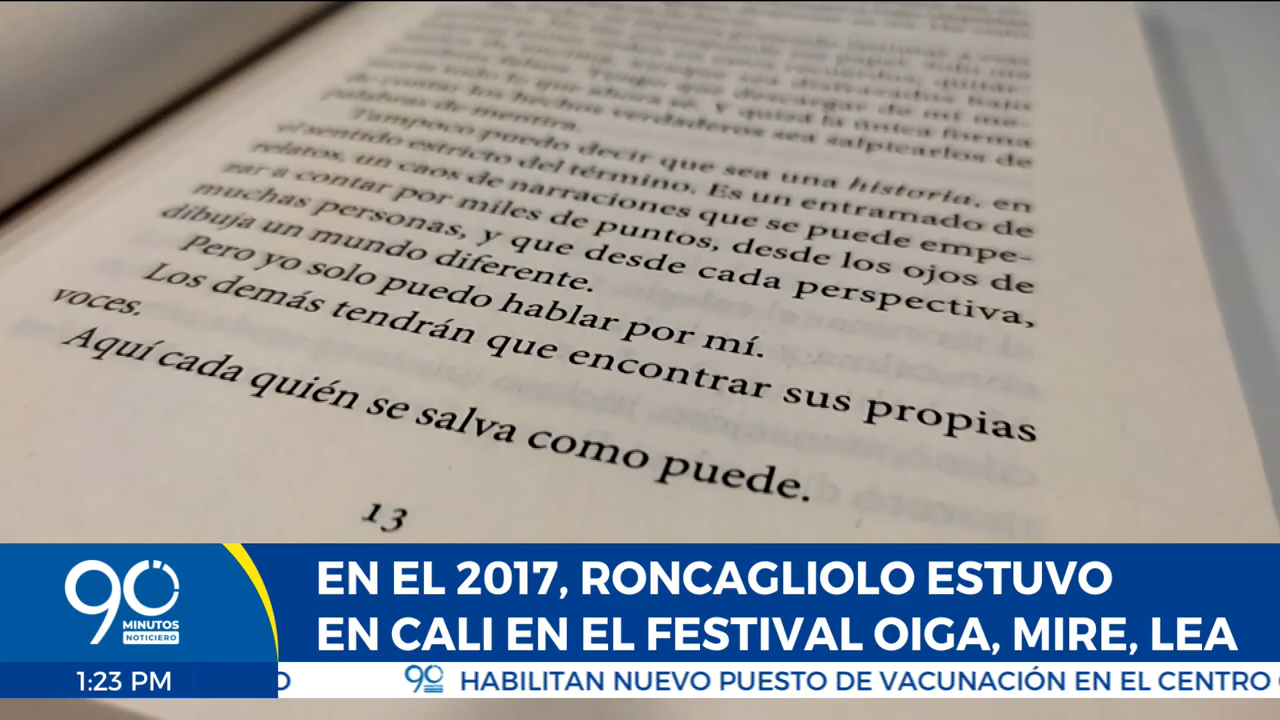 palabras de mentira.
Tampoco puedo decir que sea una historia, en
el sentido estricto del término. Es un entramado de
relatos, un caos de narraciones que se puede empe-
zar a contar por miles de puntos, desde los ojos de
muchas personas, y que desde cada perspectiva,
dibuja un mundo diferente.
Pero yo solo puedo hablar por mí.
Los demás tendrán que encontrar sus propias
voces.
Aquí cada quién se salva como puede.
13
90
MINUTOS
NOTICIERO
EN EL 2017, RONCAGLIOLO ESTUVO
EN CALI EN EL FESTIVAL OIGA, MIRE, LEA
1:23 PM
90 HABILITAN NUEVO PUESTO DE VACUNACIÓN EN EL CENTRO